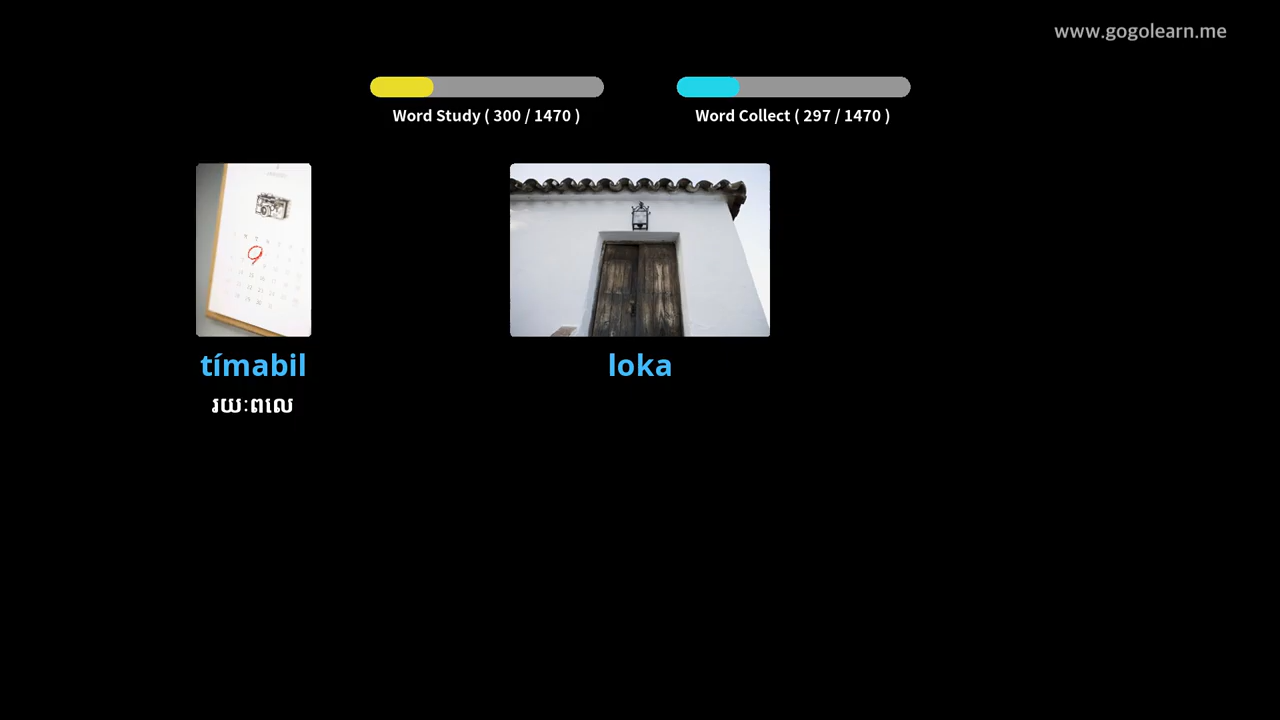 www.gogolearn.me
Word Study ( 300 / 1470 )
Word Collect ( 297 / 1470 )
tímabil
loka
រយៈពេល